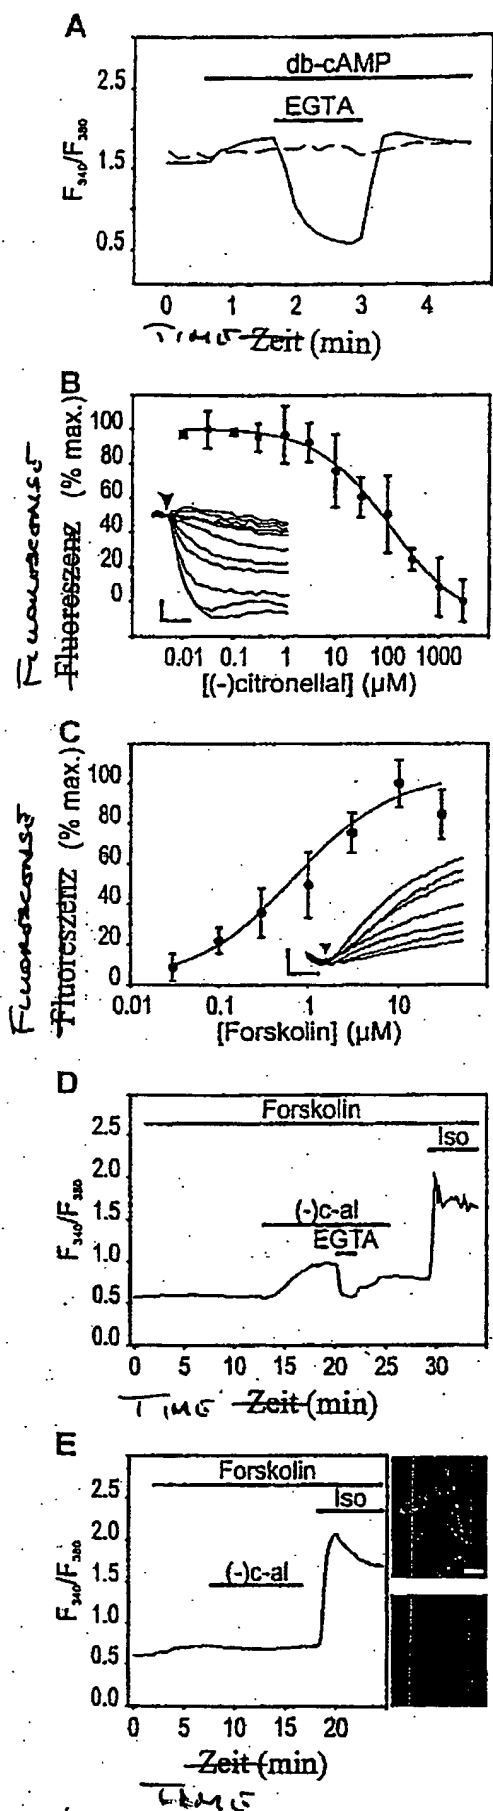 A
db-cAMP
EGTA
2.5
1.5
0.5
F340/F380
0 1 2 3 4
TIME Zeit (min)
B
100
80
60
40
20
0
FLUORESCENSE
Fluoreszenz (% max.)
0.01 0.1 1 10 100 1000
[(-)citronellal] (µM)
C
100
80
60
40
20
0
FLUORESCENSE
Fluoreszenz (% max.)
0.01 0.1 1 10
[Forskolin] (µM)
D
Forskolin
Iso
(-)c-al
EGTA
2.5
2.0
1.5
1.0
0.5
0.0
F340/F380
0 5 10 15 20 25 30
TIME Zeit (min)
E
Forskolin
Iso
(-)c-al
2.5
2.0
1.5
1.0
0.5
0.0
F340/F380
0 5 10 15 20
Zeit (min)
TIME